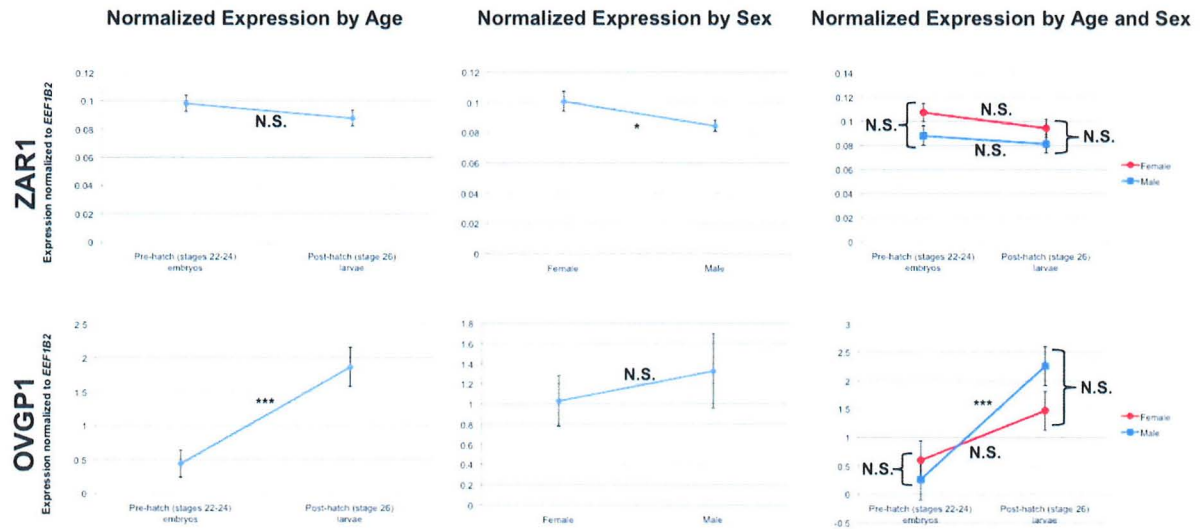 Normalized Expression by Age
Normalized Expression by Sex
Normalized Expression by Age and Sex
ZAR1
Expression normalized to EEF1B2
0.12
0.1
0.08
0.06
0.04
0.02
0
N.S.
Pre-hatch (stages 22-24)
embryos
Post-hatch (stage 26)
larvae
0.12
0.1
0.08
0.06
0.04
0.02
0
*
Female
Male
0.14
0.12
0.1
0.08
0.06
0.04
0.02
0
N.S.
N.S.
N.S.
N.S.
Pre-hatch (stages 22-24)
embryos
Post-hatch (stage 26)
larvae
Female
Male
OVGP1
Expression normalized to EEF1B2
2.5
2
1.5
1
0.5
0
***
Pre-hatch (stages 22-24)
embryos
Post-hatch (stage 26)
larvae
1.8
1.6
1.4
1.2
1.0
0.8
0.6
0.4
0.2
0
N.S.
Female
Male
3
2.5
2
1.5
1
0.5
0
-0.5
N.S.
***
N.S.
N.S.
Pre-hatch (stages 22-24)
embryos
Post-hatch (stage 26)
larvae
Female
Male